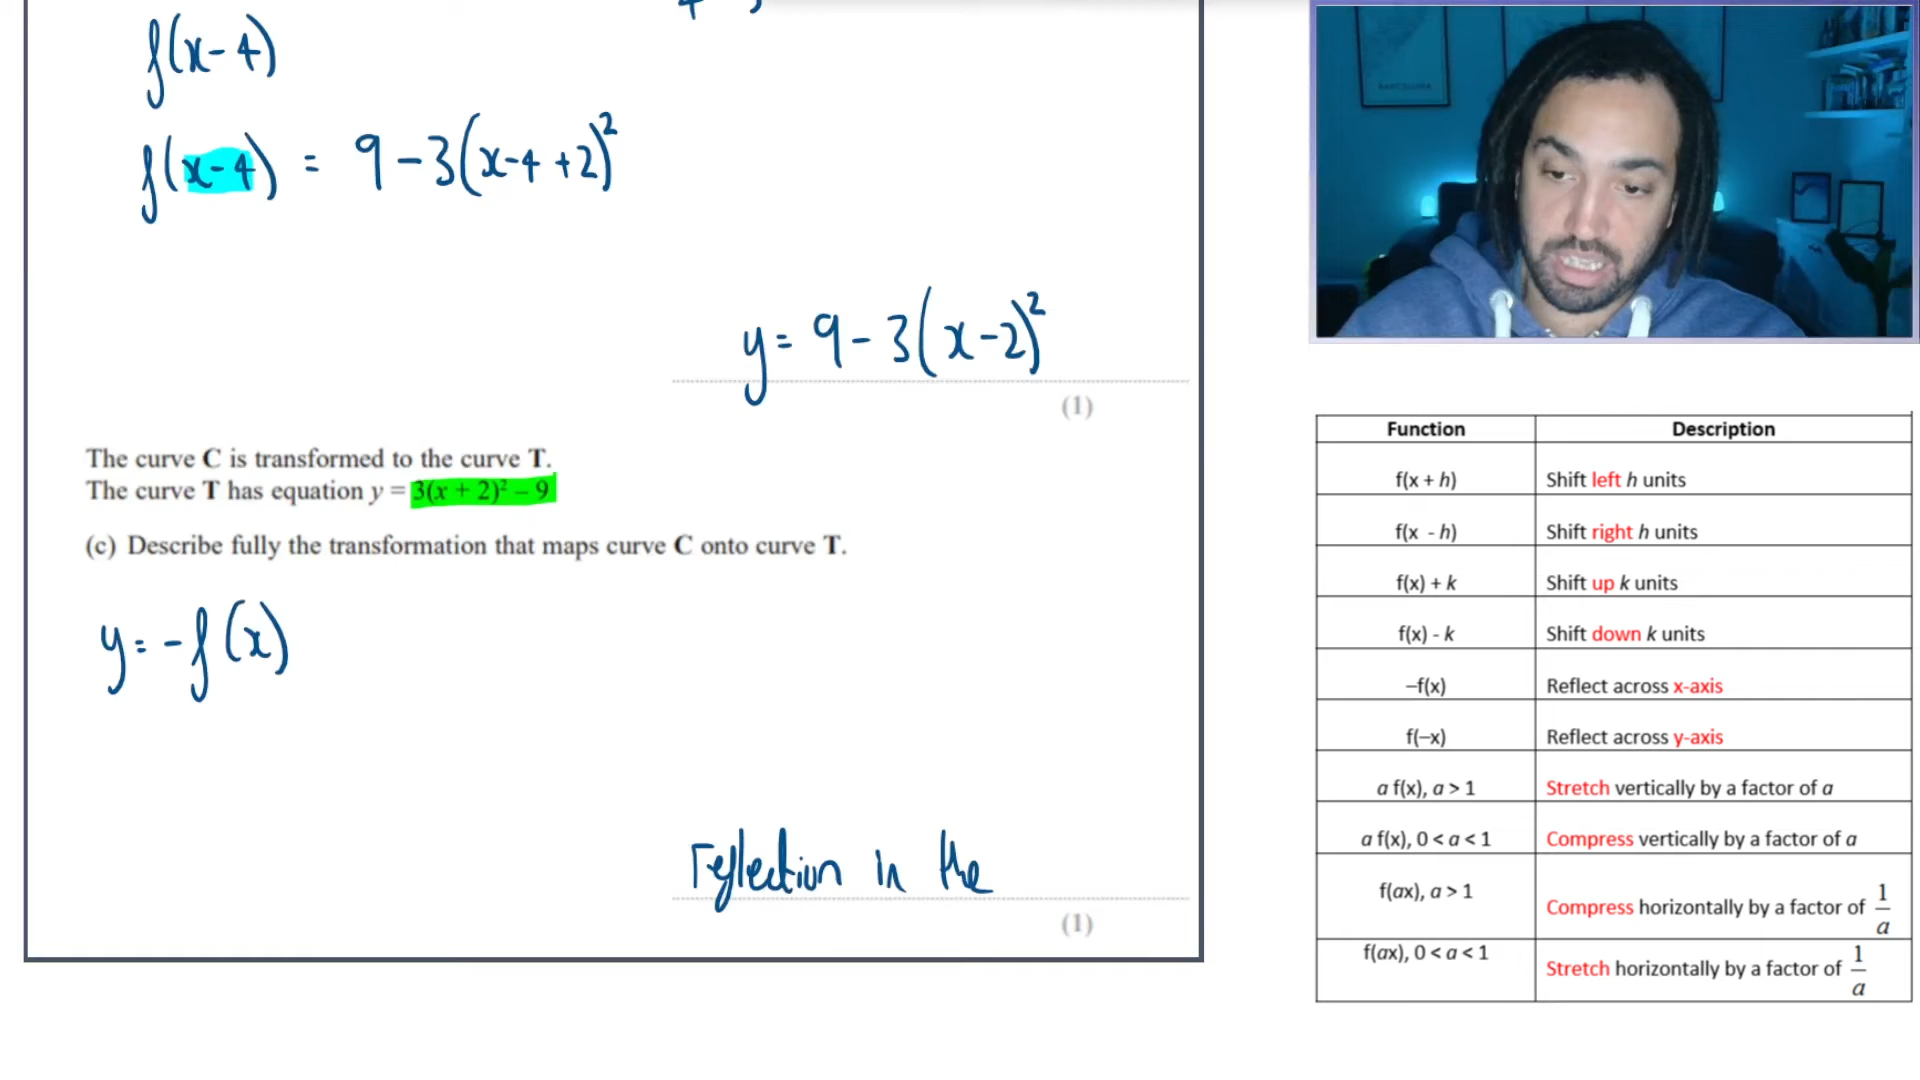 f(x-4)
f(x-4) = 9-3(x-4+2)²
y = 9-3(x-2)²
(1)
The curve C is transformed to the curve T.
The curve T has equation y = 3(x + 2)² – 9
(c) Describe fully the transformation that maps curve C onto curve T.
y = -f(x)
reflection in the
(1)
BARCELONA
Function Description
f(x + h) Shift left h units
f(x - h) Shift right h units
f(x) + k Shift up k units
f(x) - k Shift down k units
–f(x) Reflect across x-axis
f(–x) Reflect across y-axis
a f(x), a > 1 Stretch vertically by a factor of a
a f(x), 0 < a < 1 Compress vertically by a factor of a
f(ax), a > 1 Compress horizontally by a factor of 1/a
f(ax), 0 < a < 1 Stretch horizontally by a factor of 1/a